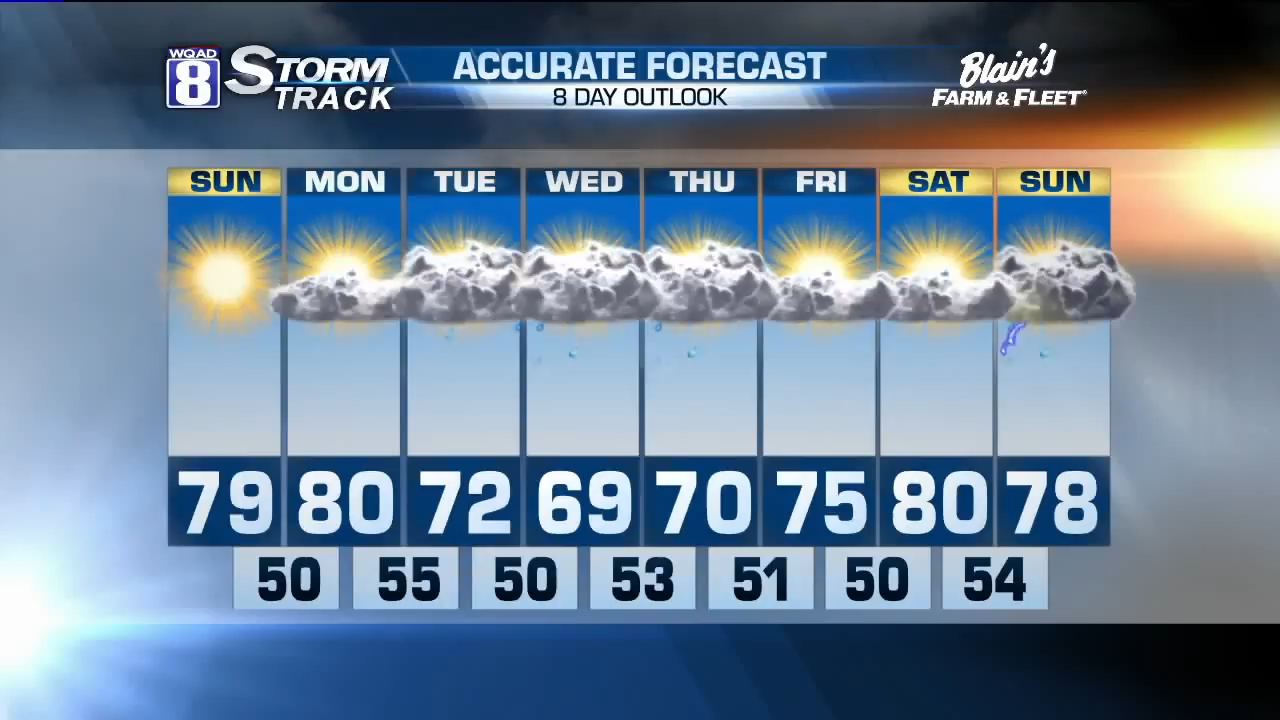 WQAD
8
STORM
TRACK
ACCURATE FORECAST
8 DAY OUTLOOK
Blain's
FARM & FLEET®
SUN MON TUE WED THU FRI SAT SUN
79 80 72 69 70 75 80 78
50 55 50 53 51 50 54